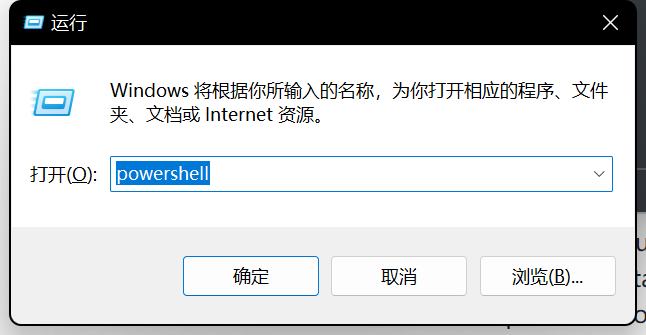 运行
Windows 将根据你所输入的名称，为你打开相应的程序、文件
夹、文档或 Internet 资源。
打开(O): powershell
确定 取消 浏览(B)...